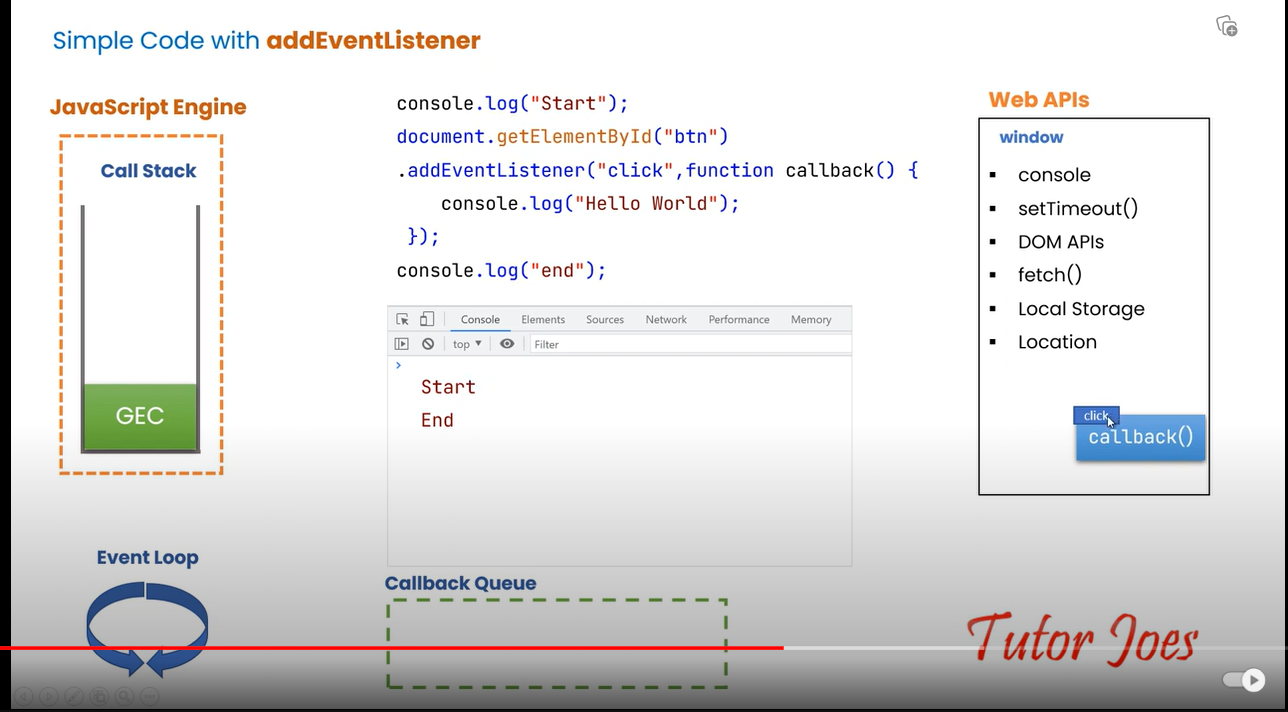 Simple Code with addEventListener
JavaScript Engine
Call Stack
GEC
Event Loop
console.log("Start");
document.getElementById("btn")
.addEventListener("click",function callback() {
console.log("Hello World");
});
console.log("end");
Console Elements Sources Network Performance Memory
top ▼ Filter
>
Start
End
Callback Queue
Web APIs
window
▪ console
▪ setTimeout()
▪ DOM APIs
▪ fetch()
▪ Local Storage
▪ Location
click
callback()
Tutor Joes